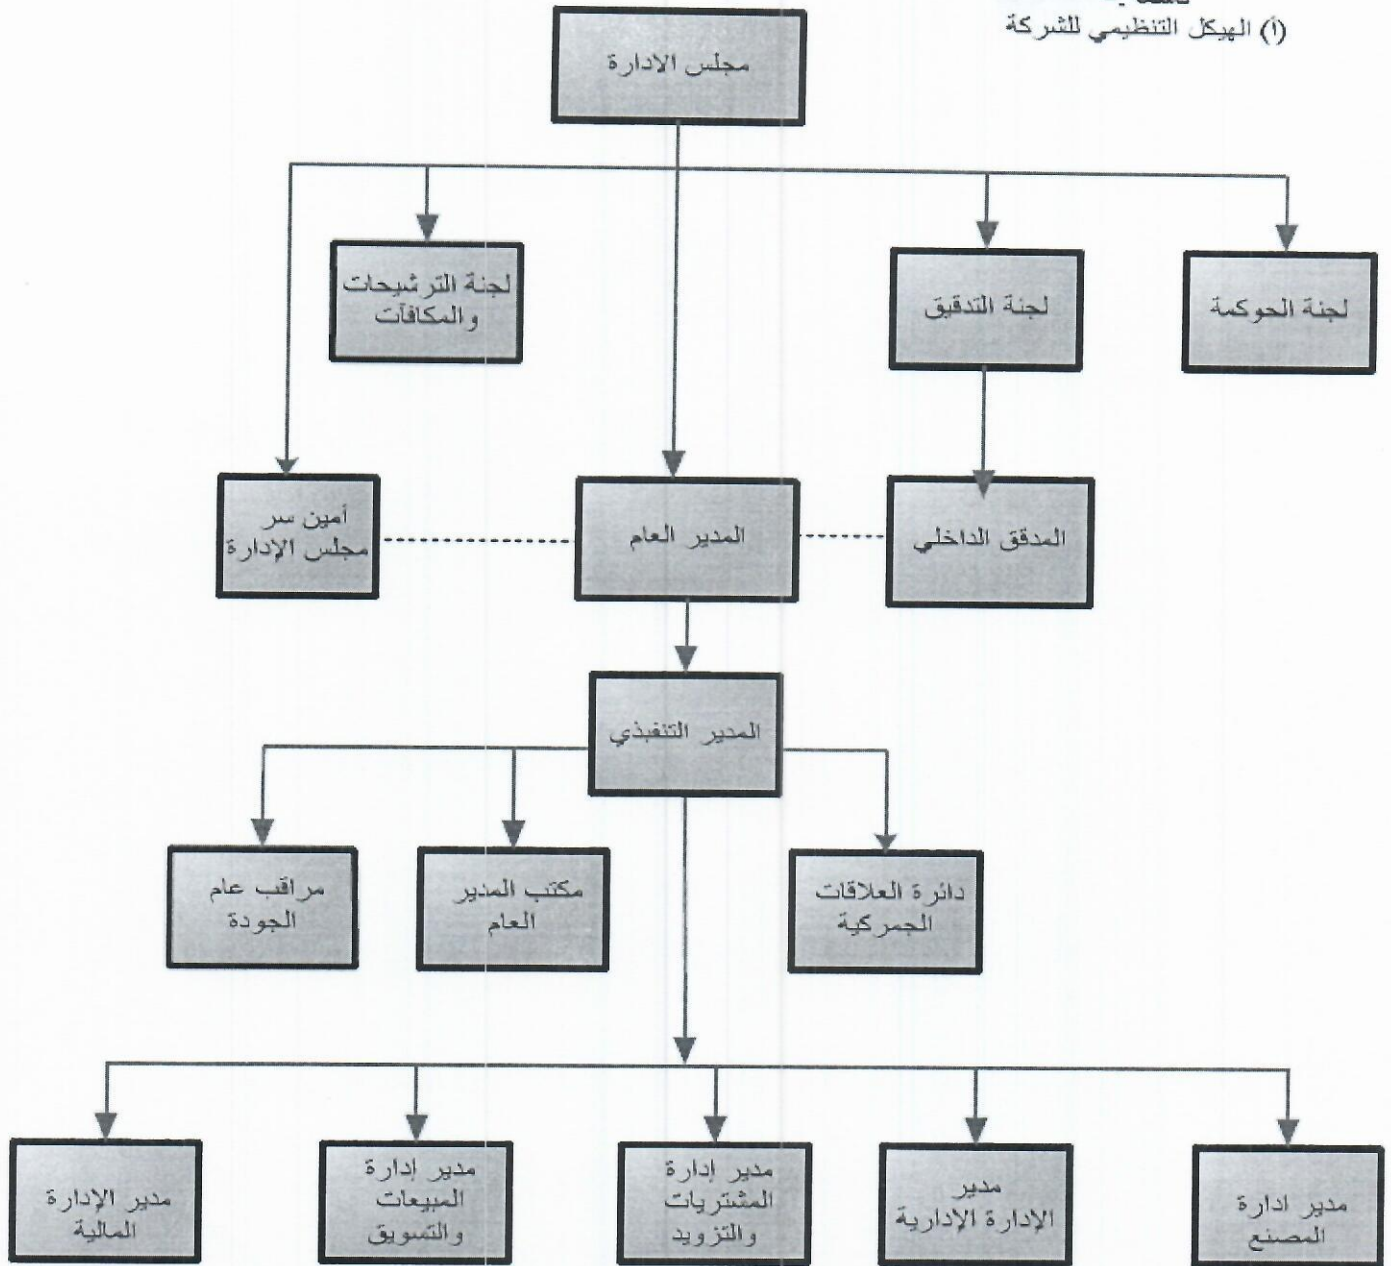 (أ) الهيكل التنظيمي للشركة
مجلس الادارة
لجنة الحوكمة
لجنة التدقيق
لجنة الترشيحات
والمكافآت
المدقق الداخلي
المدير العام
أمين سر
مجلس الإدارة
المدير التنفيذي
دائرة العلاقات
الجمركية
مكتب المدير
العام
مراقب عام
الجودة
مدير ادارة
المصنع
مدير
الإدارة الإدارية
مدير إدارة
المشتريات
والتزويد
مدير إدارة
المبيعات
والتسويق
مدير الإدارة
المالية